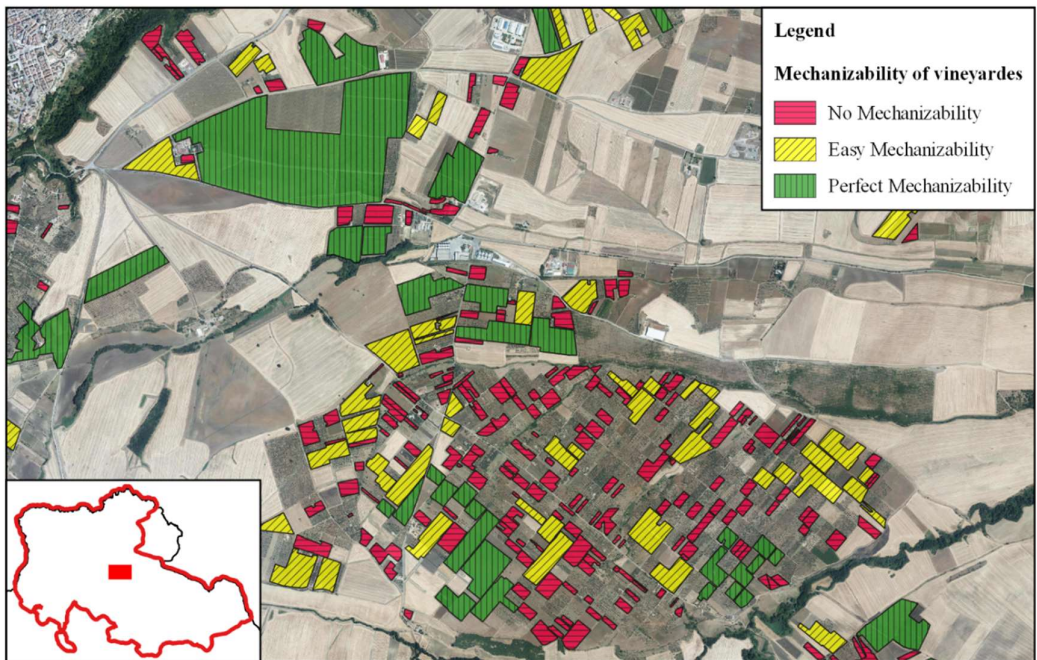 Legend
Mechanizability of vineyardes
No Mechanizability
Easy Mechanizability
Perfect Mechanizability